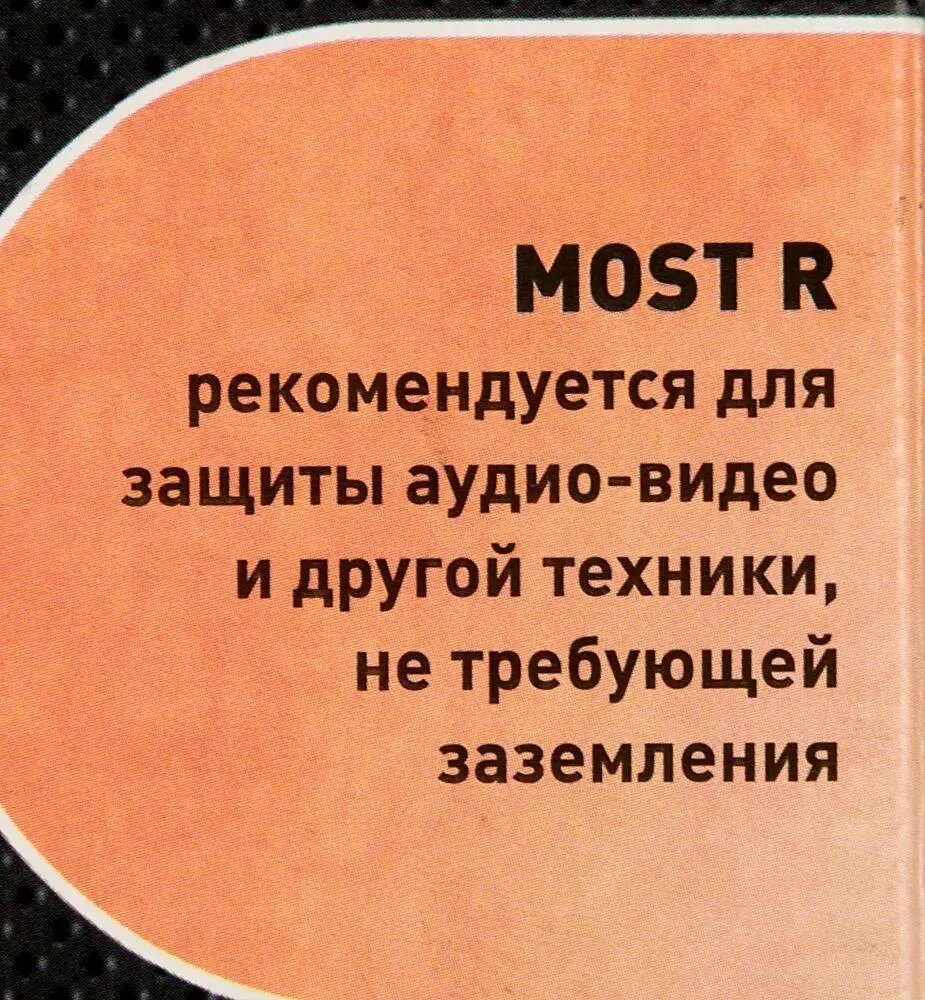 MOST R
рекомендуется для
защиты аудио-видео
и другой техники,
не требующей
заземления